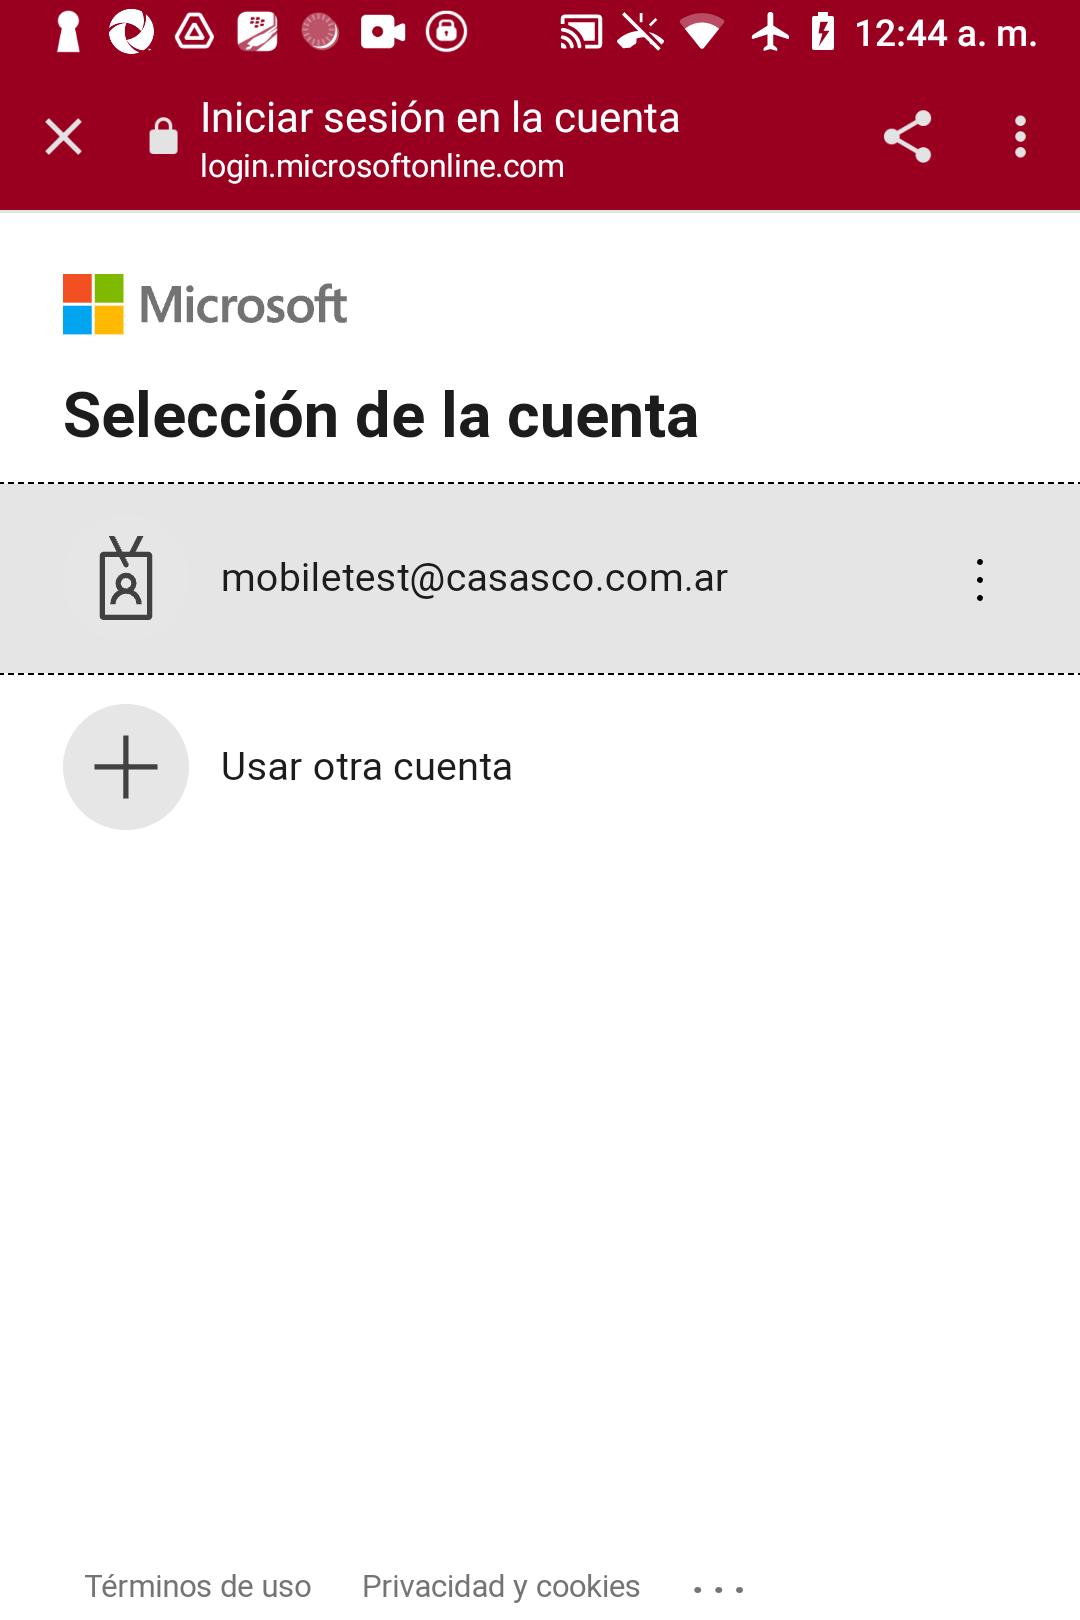 12:44 a. m.
Iniciar sesión en la cuenta
login.microsoftonline.com
Microsoft
Selección de la cuenta
mobiletest@casasco.com.ar
Usar otra cuenta
Términos de uso Privacidad y cookies ...